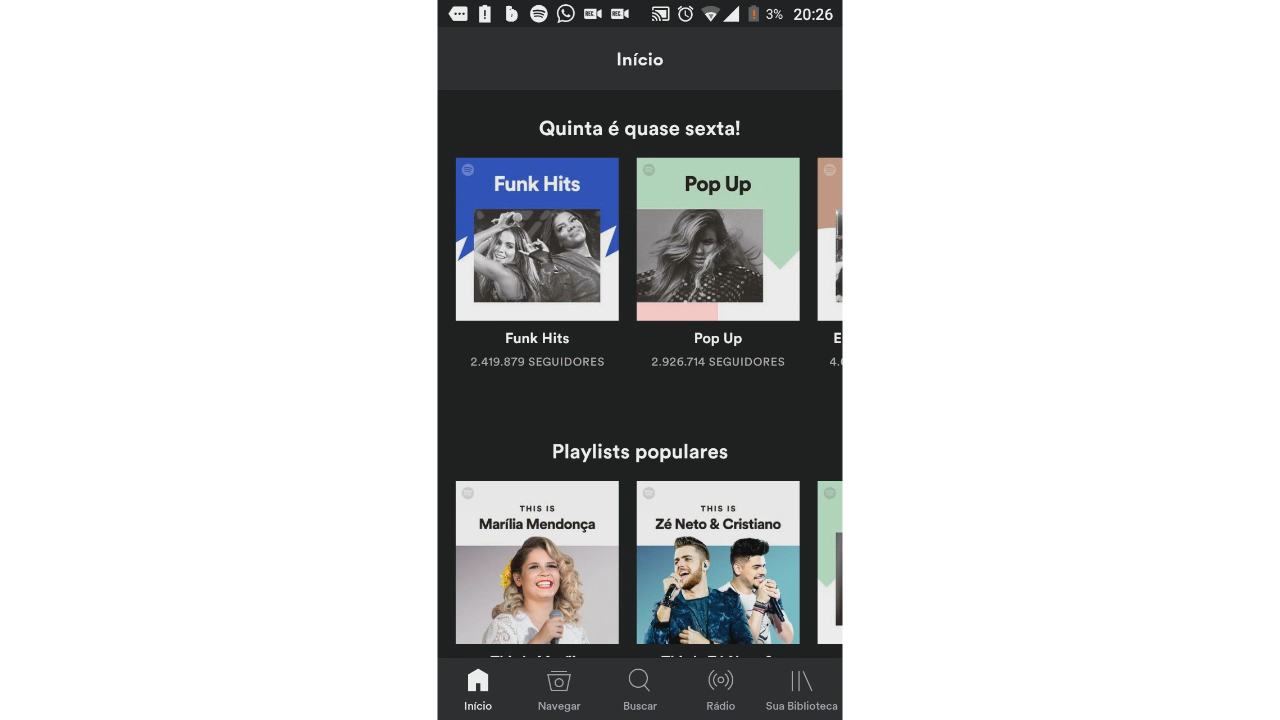 3% 20:26
Início
Quinta é quase sexta!
Funk Hits
Pop Up
Funk Hits
Pop Up
E
2.419.879 SEGUIDORES
2.926.714 SEGUIDORES
Playlists populares
THIS IS
Marília Mendonça
THIS IS
Zé Neto & Cristiano
Início
Navegar
Buscar
Rádio
Sua Biblioteca